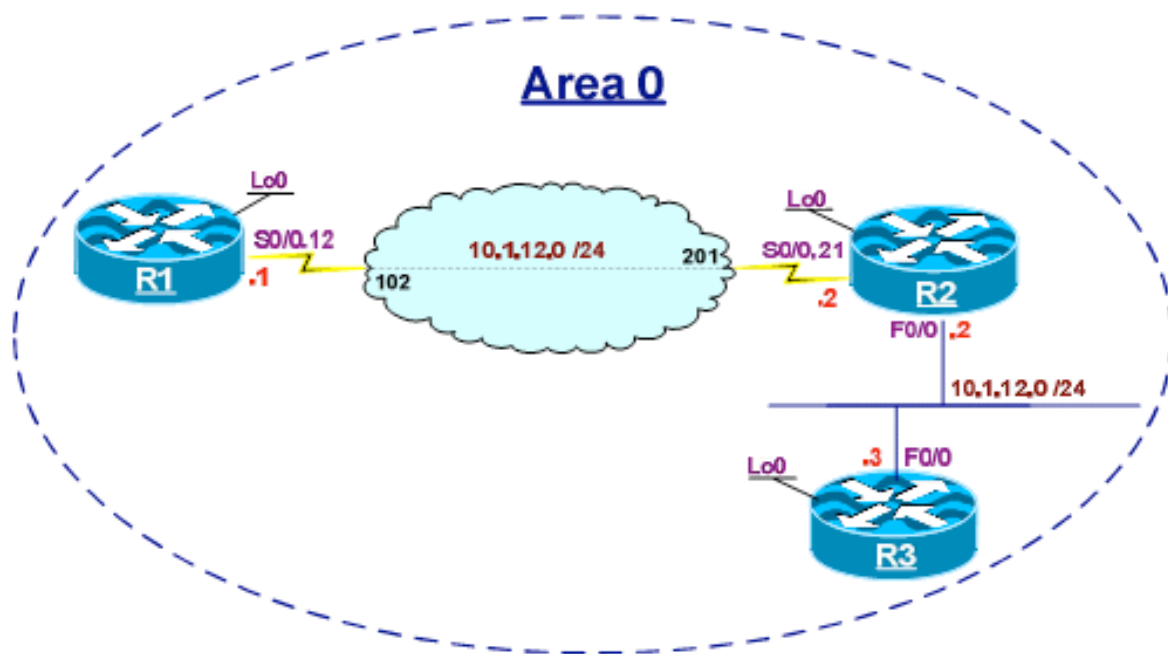 Area 0
Lo0
Lo0
S0/0.12
10.1.12.0 /24
201
S0/0.21
R1
.1
102
.2
R2
F0/0
.2
10.1.12.0 /24
.3
F0/0
Lo0
R3